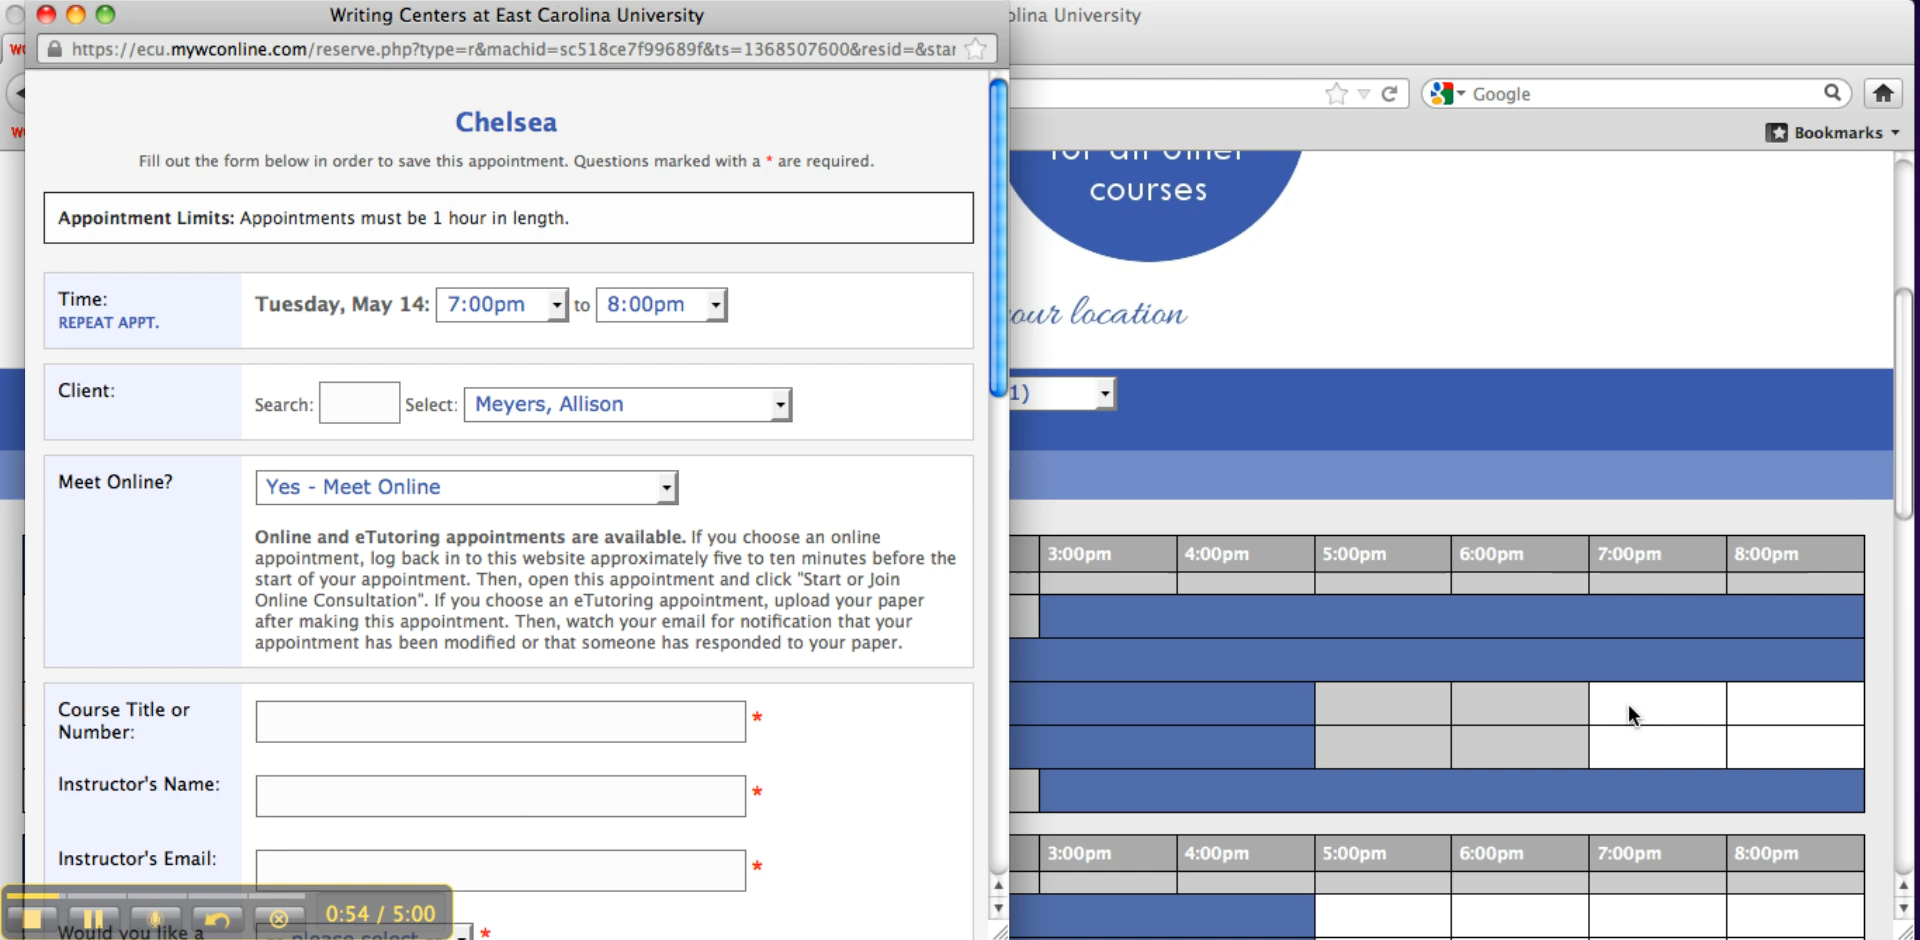 Writing Centers at East Carolina University
olina University
https://ecu.mywconline.com/reserve.php?type=r&machid=sc518ce7f99689f&ts=1368507600&resid=&star
Google
Bookmarks
Chelsea
Fill out the form below in order to save this appointment. Questions marked with a * are required.
Appointment Limits: Appointments must be 1 hour in length.
Time:
REPEAT APPT.
Tuesday, May 14: 7:00pm to 8:00pm
Client:
Search: Select: Meyers, Allison
Meet Online?
Yes - Meet Online
Online and eTutoring appointments are available. If you choose an online
appointment, log back in to this website approximately five to ten minutes before the
start of your appointment. Then, open this appointment and click "Start or Join
Online Consultation". If you choose an eTutoring appointment, upload your paper
after making this appointment. Then, watch your email for notification that your
appointment has been modified or that someone has responded to your paper.
Course Title or
Number:
*
Instructor's Name:
*
Instructor's Email:
*
0:54 / 5:00
Would you like a
please select
*
for all other
courses
our location
1)
3:00pm 4:00pm 5:00pm 6:00pm 7:00pm 8:00pm
3:00pm 4:00pm 5:00pm 6:00pm 7:00pm 8:00pm